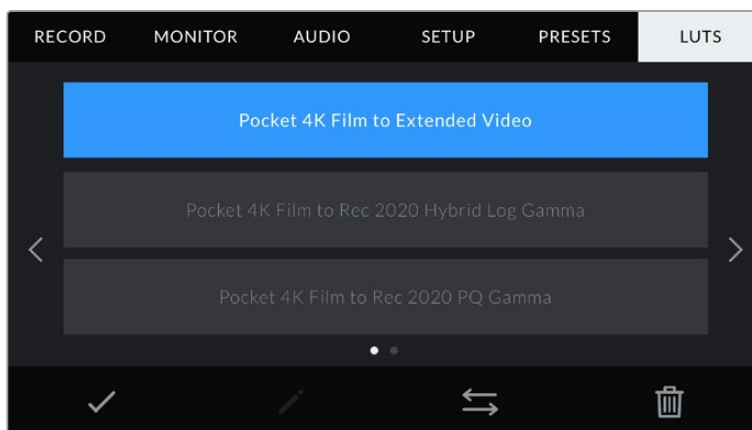 RECORD MONITOR AUDIO SETUP PRESETS LUTS
Pocket 4K Film to Extended Video
Pocket 4K Film to Rec 2020 Hybrid Log Gamma
Pocket 4K Film to Rec 2020 PQ Gamma